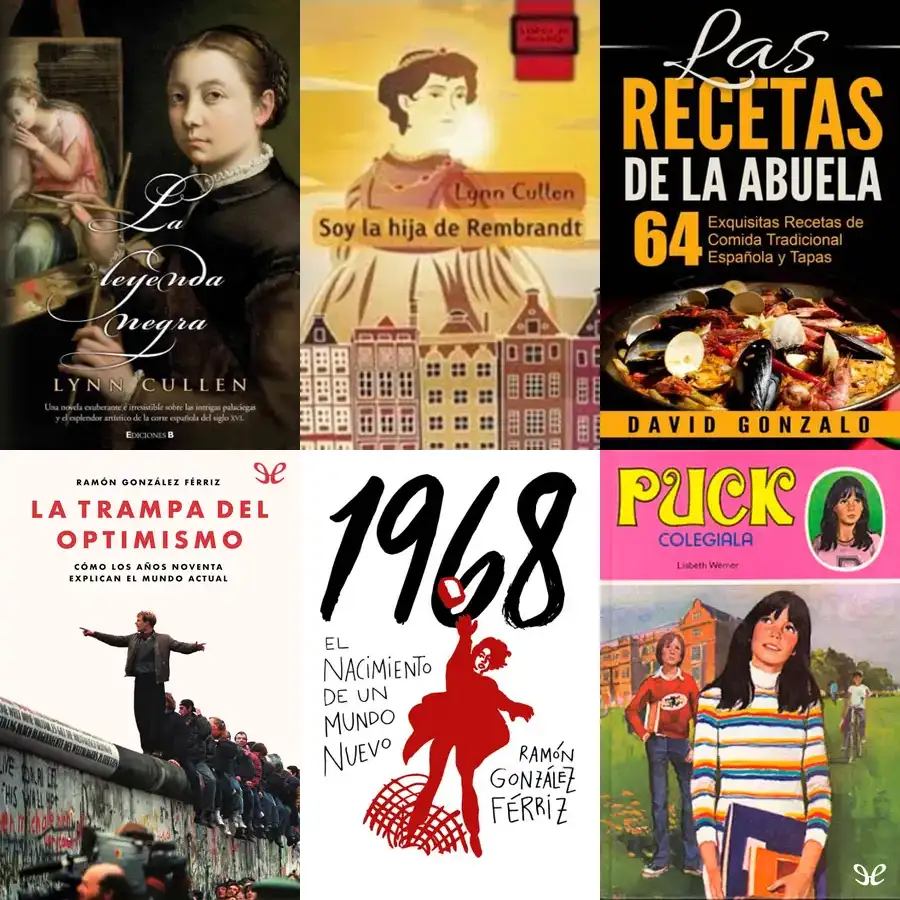 La
leyenda
negra
LYNN CULLEN
Una novela exuberante e irresistible sobre las intrigas palaciegas
y el esplendor artístico de la corte española del siglo XVI.
EDICIONES B
Lynn Cullen
Soy la hija de Rembrandt
Las
RECETAS
DE LA ABUELA
64
Exquisitas Recetas de
Comida Tradicional
Española y Tapas
DAVID GONZALO
RAMÓN GONZÁLEZ FÉRRIZ
LA TRAMPA DEL
OPTIMISMO
CÓMO LOS AÑOS NOVENTA
EXPLICAN EL MUNDO ACTUAL
1968
EL
NACIMIENTO
DE UN
MUNDO
NUEVO
RAMÓN
GONZÁLEZ
FÉRRIZ
PUCK
COLEGIALA
Lisbeth Werner